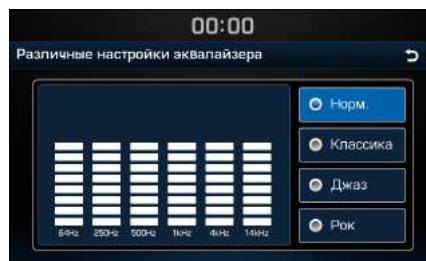 00:00
Различные настройки эквалайзера
Норм.
Классика
Джаз
Рок
64Hz 250Hz 500Hz 1kHz 4kHz 14kHz